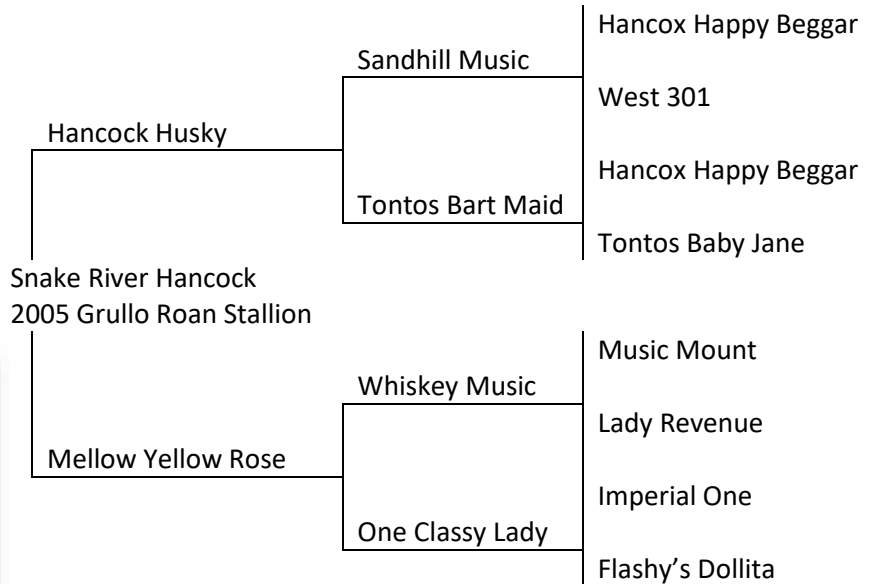 Hancox Happy Beggar
Sandhill Music
West 301
Hancock Husky
Hancox Happy Beggar
Tontos Bart Maid
Tontos Baby Jane
Snake River Hancock
2005 Grullo Roan Stallion
Music Mount
Whiskey Music
Lady Revenue
Mellow Yellow Rose
Imperial One
One Classy Lady
Flashy’s Dollita